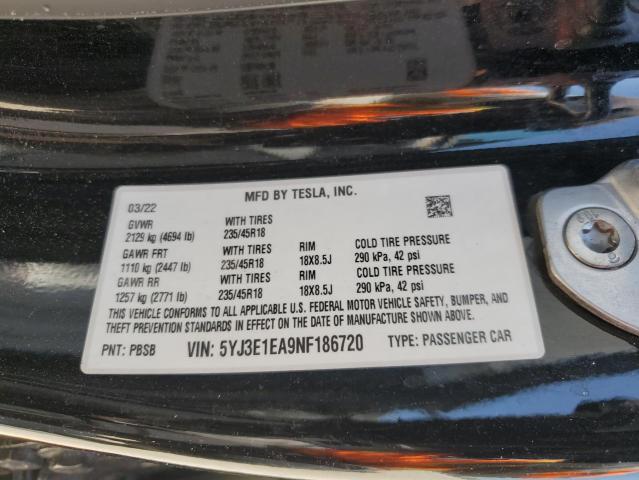 MFD BY TESLA, INC.
03/22
GVWR WITH TIRES
2129 kg (4694 lb) 235/45R18
GAWR FRT WITH TIRES RIM COLD TIRE PRESSURE
1110 kg (2447 lb) 235/45R18 18X8.5J 290 kPa, 42 psi
GAWR RR WITH TIRES RIM COLD TIRE PRESSURE
1257 kg (2771 lb) 235/45R18 18X8.5J 290 kPa, 42 psi
THIS VEHICLE CONFORMS TO ALL APPLICABLE U.S. FEDERAL MOTOR VEHICLE SAFETY, BUMPER, AND
THEFT PREVENTION STANDARDS IN EFFECT ON THE DATE OF MANUFACTURE SHOWN ABOVE.
PNT: PBSB VIN: 5YJ3E1EA9NF186720 TYPE: PASSENGER CAR